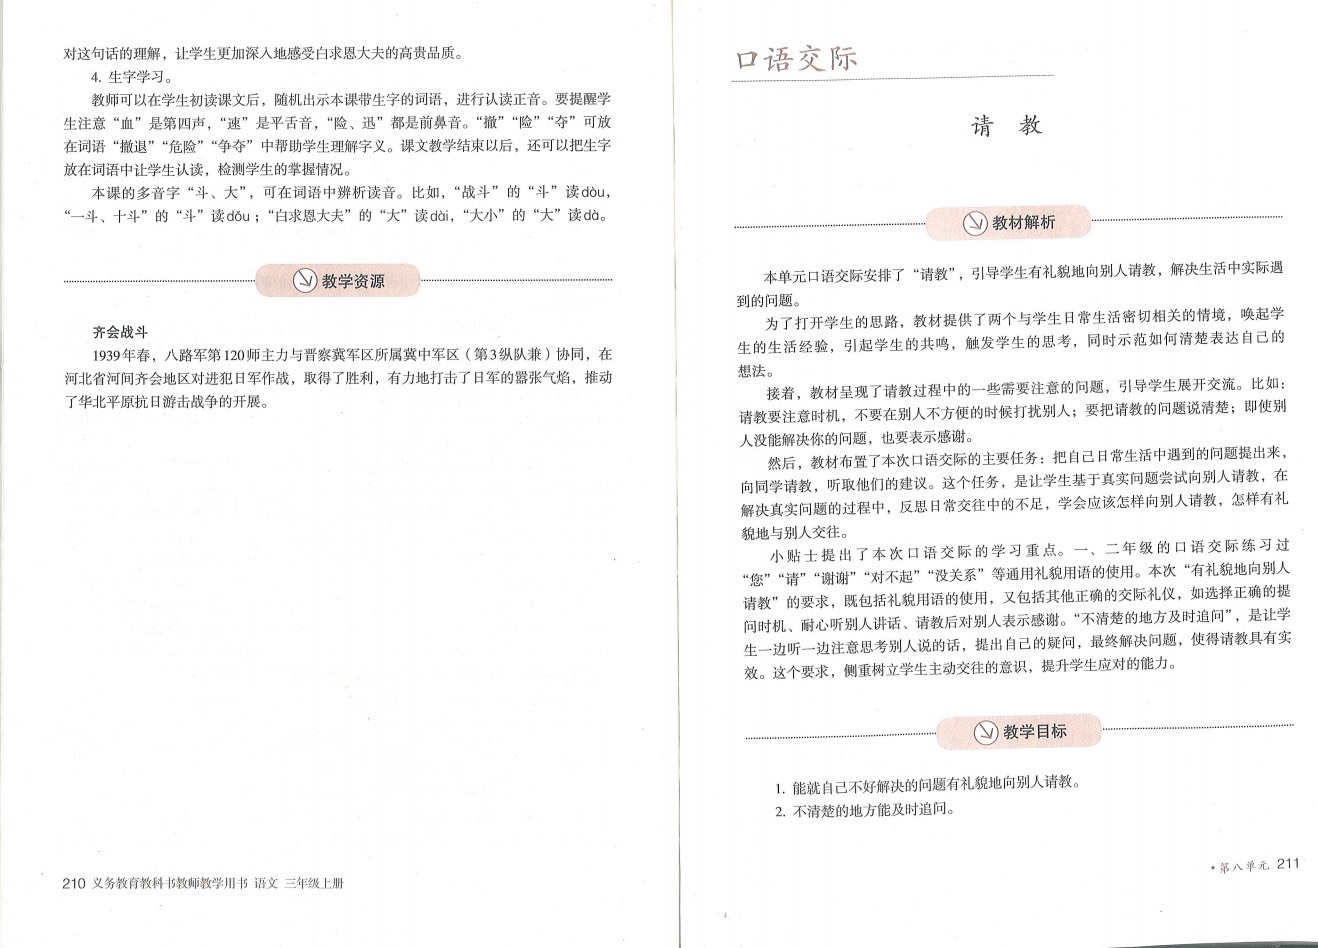 对这句话的理解，让学生更加深入地感受白求恩大夫的高贵品质。
4. 生字学习。
教师可以在学生初读课文后，随机出示本课带生字的词语，进行认读正音。要提醒学
生注意“血”是第四声，“速”是平舌音，“险、迅”都是前鼻音。“撤”“险”“夺”可放
在词语“撤退”“危险”“争夺”中帮助学生理解字义。课文教学结束以后，还可以把生字
放在词语中让学生认读，检测学生的掌握情况。
本课的多音字“斗、大”，可在词语中辨析读音。比如，“战斗”的“斗”读dòu，
“一斗、十斗”的“斗”读dǒu；“白求恩大夫”的“大”读dài，“大小”的“大”读dà。
教学资源
齐会战斗
1939年春，八路军第120师主力与晋察冀军区所属冀中军区（第3纵队兼）协同，在
河北省河间齐会地区对进犯日军作战，取得了胜利，有力地打击了日军的嚣张气焰，推动
了华北平原抗日游击战争的开展。
210 义务教育教科书教师教学用书 语文 三年级上册
口语交际
请 教
教材解析
本单元口语交际安排了“请教”，引导学生有礼貌地向别人请教，解决生活中实际遇
到的问题。
为了打开学生的思路，教材提供了两个与学生日常生活密切相关的情境，唤起学
生的生活经验，引起学生的共鸣，触发学生的思考，同时示范如何清楚表达自己的
想法。
接着，教材呈现了请教过程中的一些需要注意的问题，引导学生展开交流。比如：
请教要注意时机，不要在别人不方便的时候打扰别人；要把请教的问题说清楚；即使别
人没能解决你的问题，也要表示感谢。
然后，教材布置了本次口语交际的主要任务：把自己日常生活中遇到的问题提出来，
向同学请教，听取他们的建议。这个任务，是让学生基于真实问题尝试向别人请教，在
解决真实问题的过程中，反思日常交往中的不足，学会应该怎样向别人请教，怎样有礼
貌地与别人交往。
小贴士提出了本次口语交际的学习重点。一、二年级的口语交际练习过
“您”“请”“谢谢”“对不起”“没关系”等通用礼貌用语的使用。本次“有礼貌地向别人
请教”的要求，既包括礼貌用语的使用，又包括其他正确的交际礼仪，如选择正确的提
问时机、耐心听别人讲话、请教后对别人表示感谢。“不清楚的地方及时追问”，是让学
生一边听一边注意思考别人说的话，提出自己的疑问，最终解决问题，使得请教具有实
效。这个要求，侧重树立学生主动交往的意识，提升学生应对的能力。
教学目标
1. 能就自己不好解决的问题有礼貌地向别人请教。
2. 不清楚的地方能及时追问。
·第八单元 211